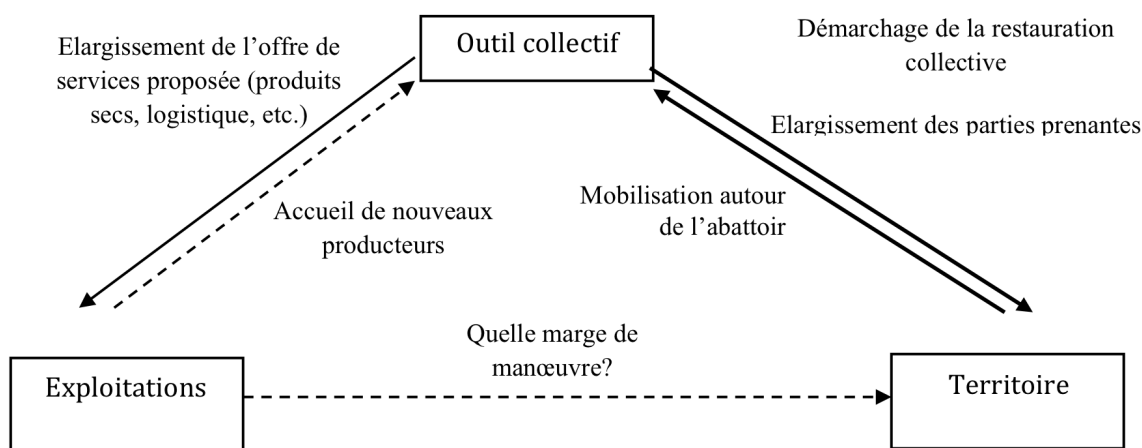 Elargissement de l’offre de
services proposée (produits
secs, logistique, etc.)
Outil collectif
Démarchage de la restauration
collective
Elargissement des parties prenantes
Accueil de nouveaux
producteurs
Mobilisation autour
de l’abattoir
Quelle marge de
manœuvre?
Exploitations
Territoire